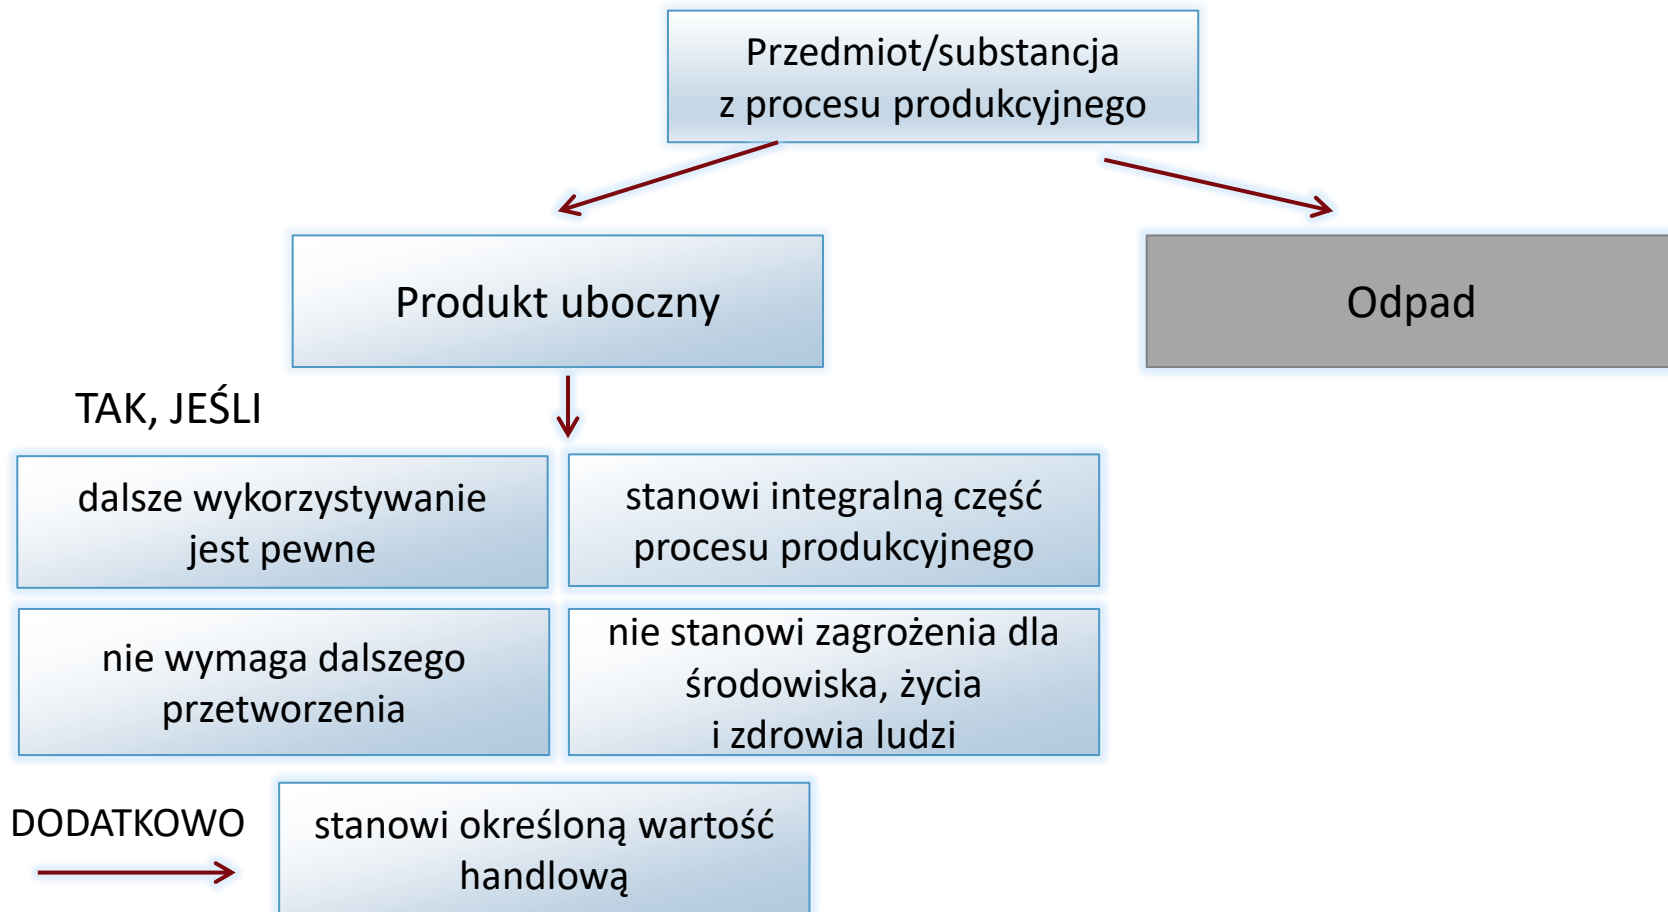 Przedmiot/substancja
z procesu produkcyjnego
Produkt uboczny
Odpad
TAK, JEŚLI
dalsze wykorzystywanie
jest pewne
stanowi integralną część
procesu produkcyjnego
nie wymaga dalszego
przetworzenia
nie stanowi zagrożenia dla
środowiska, życia
i zdrowia ludzi
DODATKOWO
stanowi określoną wartość
handlową